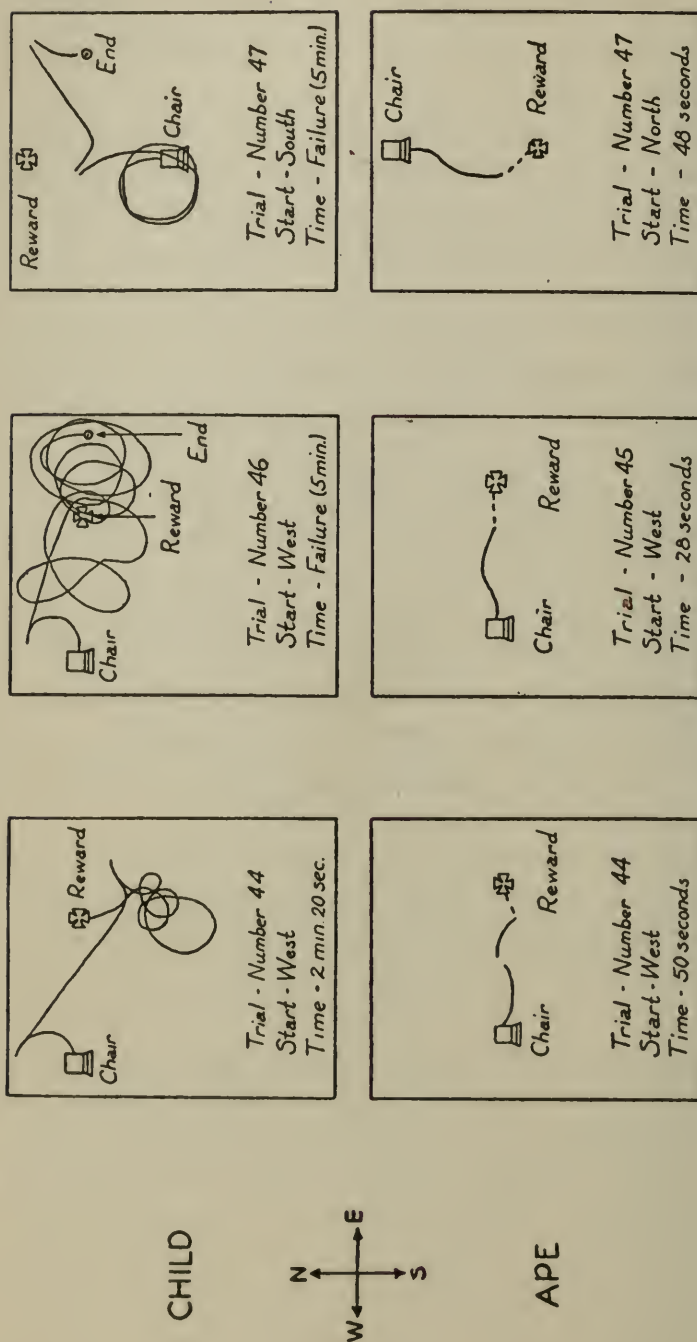 CHILD
N
W E
S
APE
Reward
Chair
Trial - Number 44
Start - West
Time - 2 min. 20 sec.
Chair
Reward
End
Trial - Number 46
Start - West
Time - Failure (5 min.)
Reward
End
Chair
Trial - Number 47
Start - South
Time - Failure (5 min.)
Chair
Reward
Trial - Number 44
Start - West
Time - 50 seconds
Chair
Reward
Trial - Number 45
Start - West
Time - 28 seconds
Chair
Reward
Trial - Number 47
Start - North
Time - 48 seconds